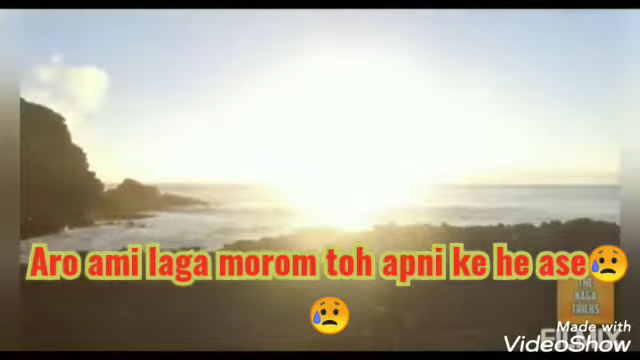 Aro ami laga morom toh apni ke he ase😥
😥
THE
NAGA
TRICKS
Made with
VideoShow